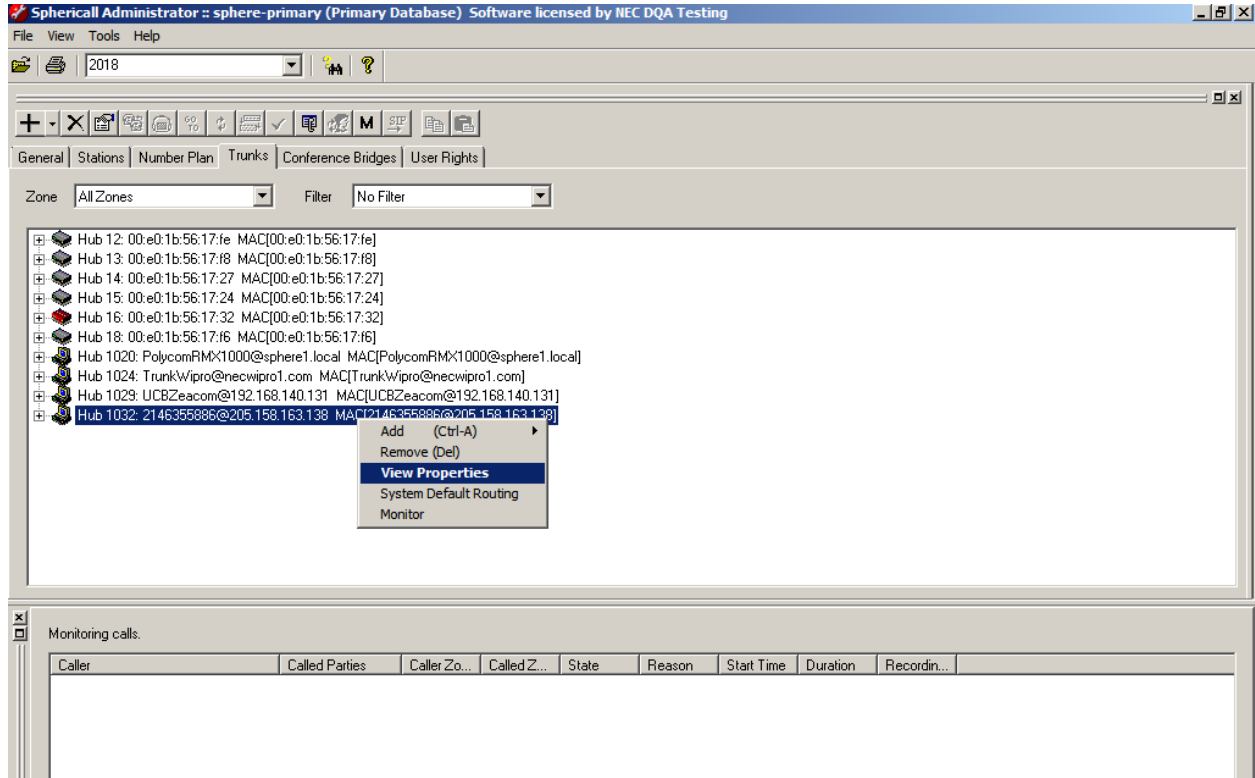 Sphericall Administrator :: sphere-primary (Primary Database) Software licensed by NEC DQA Testing
File View Tools Help
2018
GO TO M SIP
General Stations Number Plan Trunks Conference Bridges User Rights
Zone All Zones Filter No Filter
Hub 12: 00:e0:1b:56:17:fe MAC[00:e0:1b:56:17:fe]
Hub 13: 00:e0:1b:56:17:f8 MAC[00:e0:1b:56:17:f8]
Hub 14: 00:e0:1b:56:17:27 MAC[00:e0:1b:56:17:27]
Hub 15: 00:e0:1b:56:17:24 MAC[00:e0:1b:56:17:24]
Hub 16: 00:e0:1b:56:17:32 MAC[00:e0:1b:56:17:32]
Hub 18: 00:e0:1b:56:17:f6 MAC[00:e0:1b:56:17:f6]
Hub 1020: PolycomRMX1000@sphere1.local MAC[PolycomRMX1000@sphere1.local]
Hub 1024: TrunkWipro@necwipro1.com MAC[TrunkWipro@necwipro1.com]
Hub 1029: UCBZeacom@192.168.140.131 MAC[UCBZeacom@192.168.140.131]
Hub 1032: 2146355886@205.158.163.138 MAC[2146355886@205.158.163.138]
Add (Ctrl-A)
Remove (Del)
View Properties
System Default Routing
Monitor
Monitoring calls.
Caller Called Parties Caller Zo... Called Z... State Reason Start Time Duration Recordin...